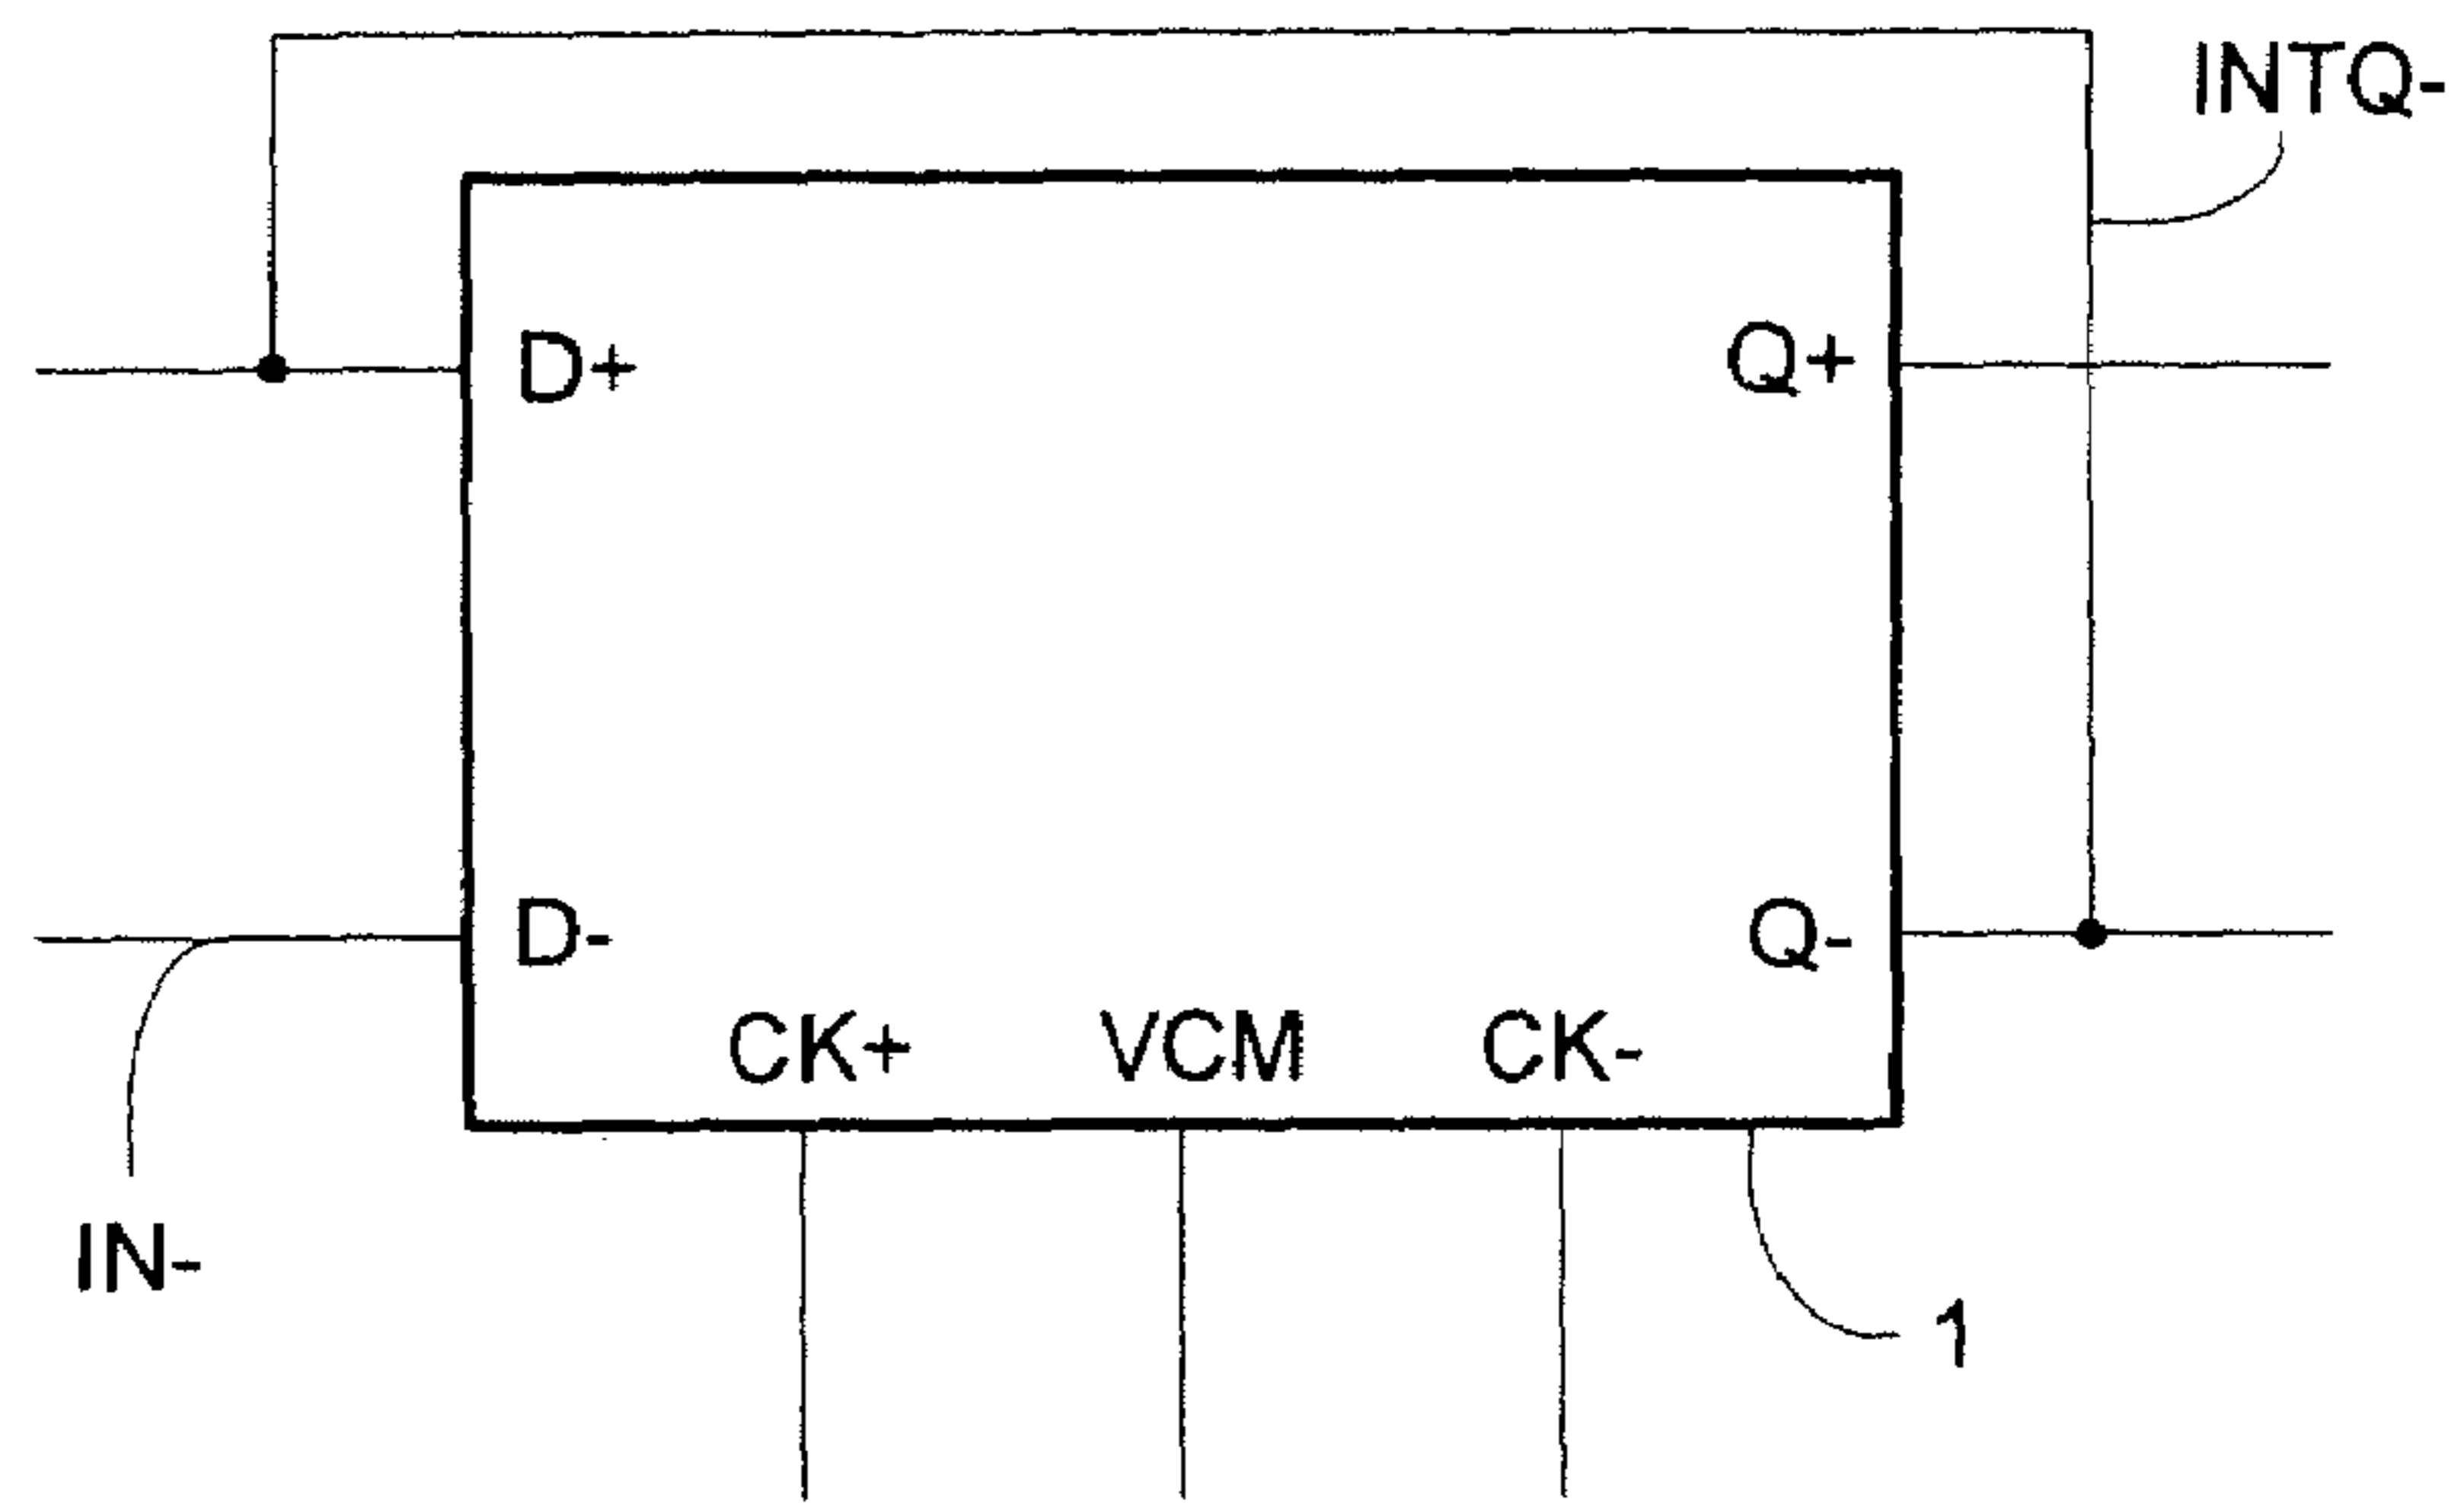 INTQ-
D+ Q+
D- Q-
CK+ VCM CK-
IN-
1